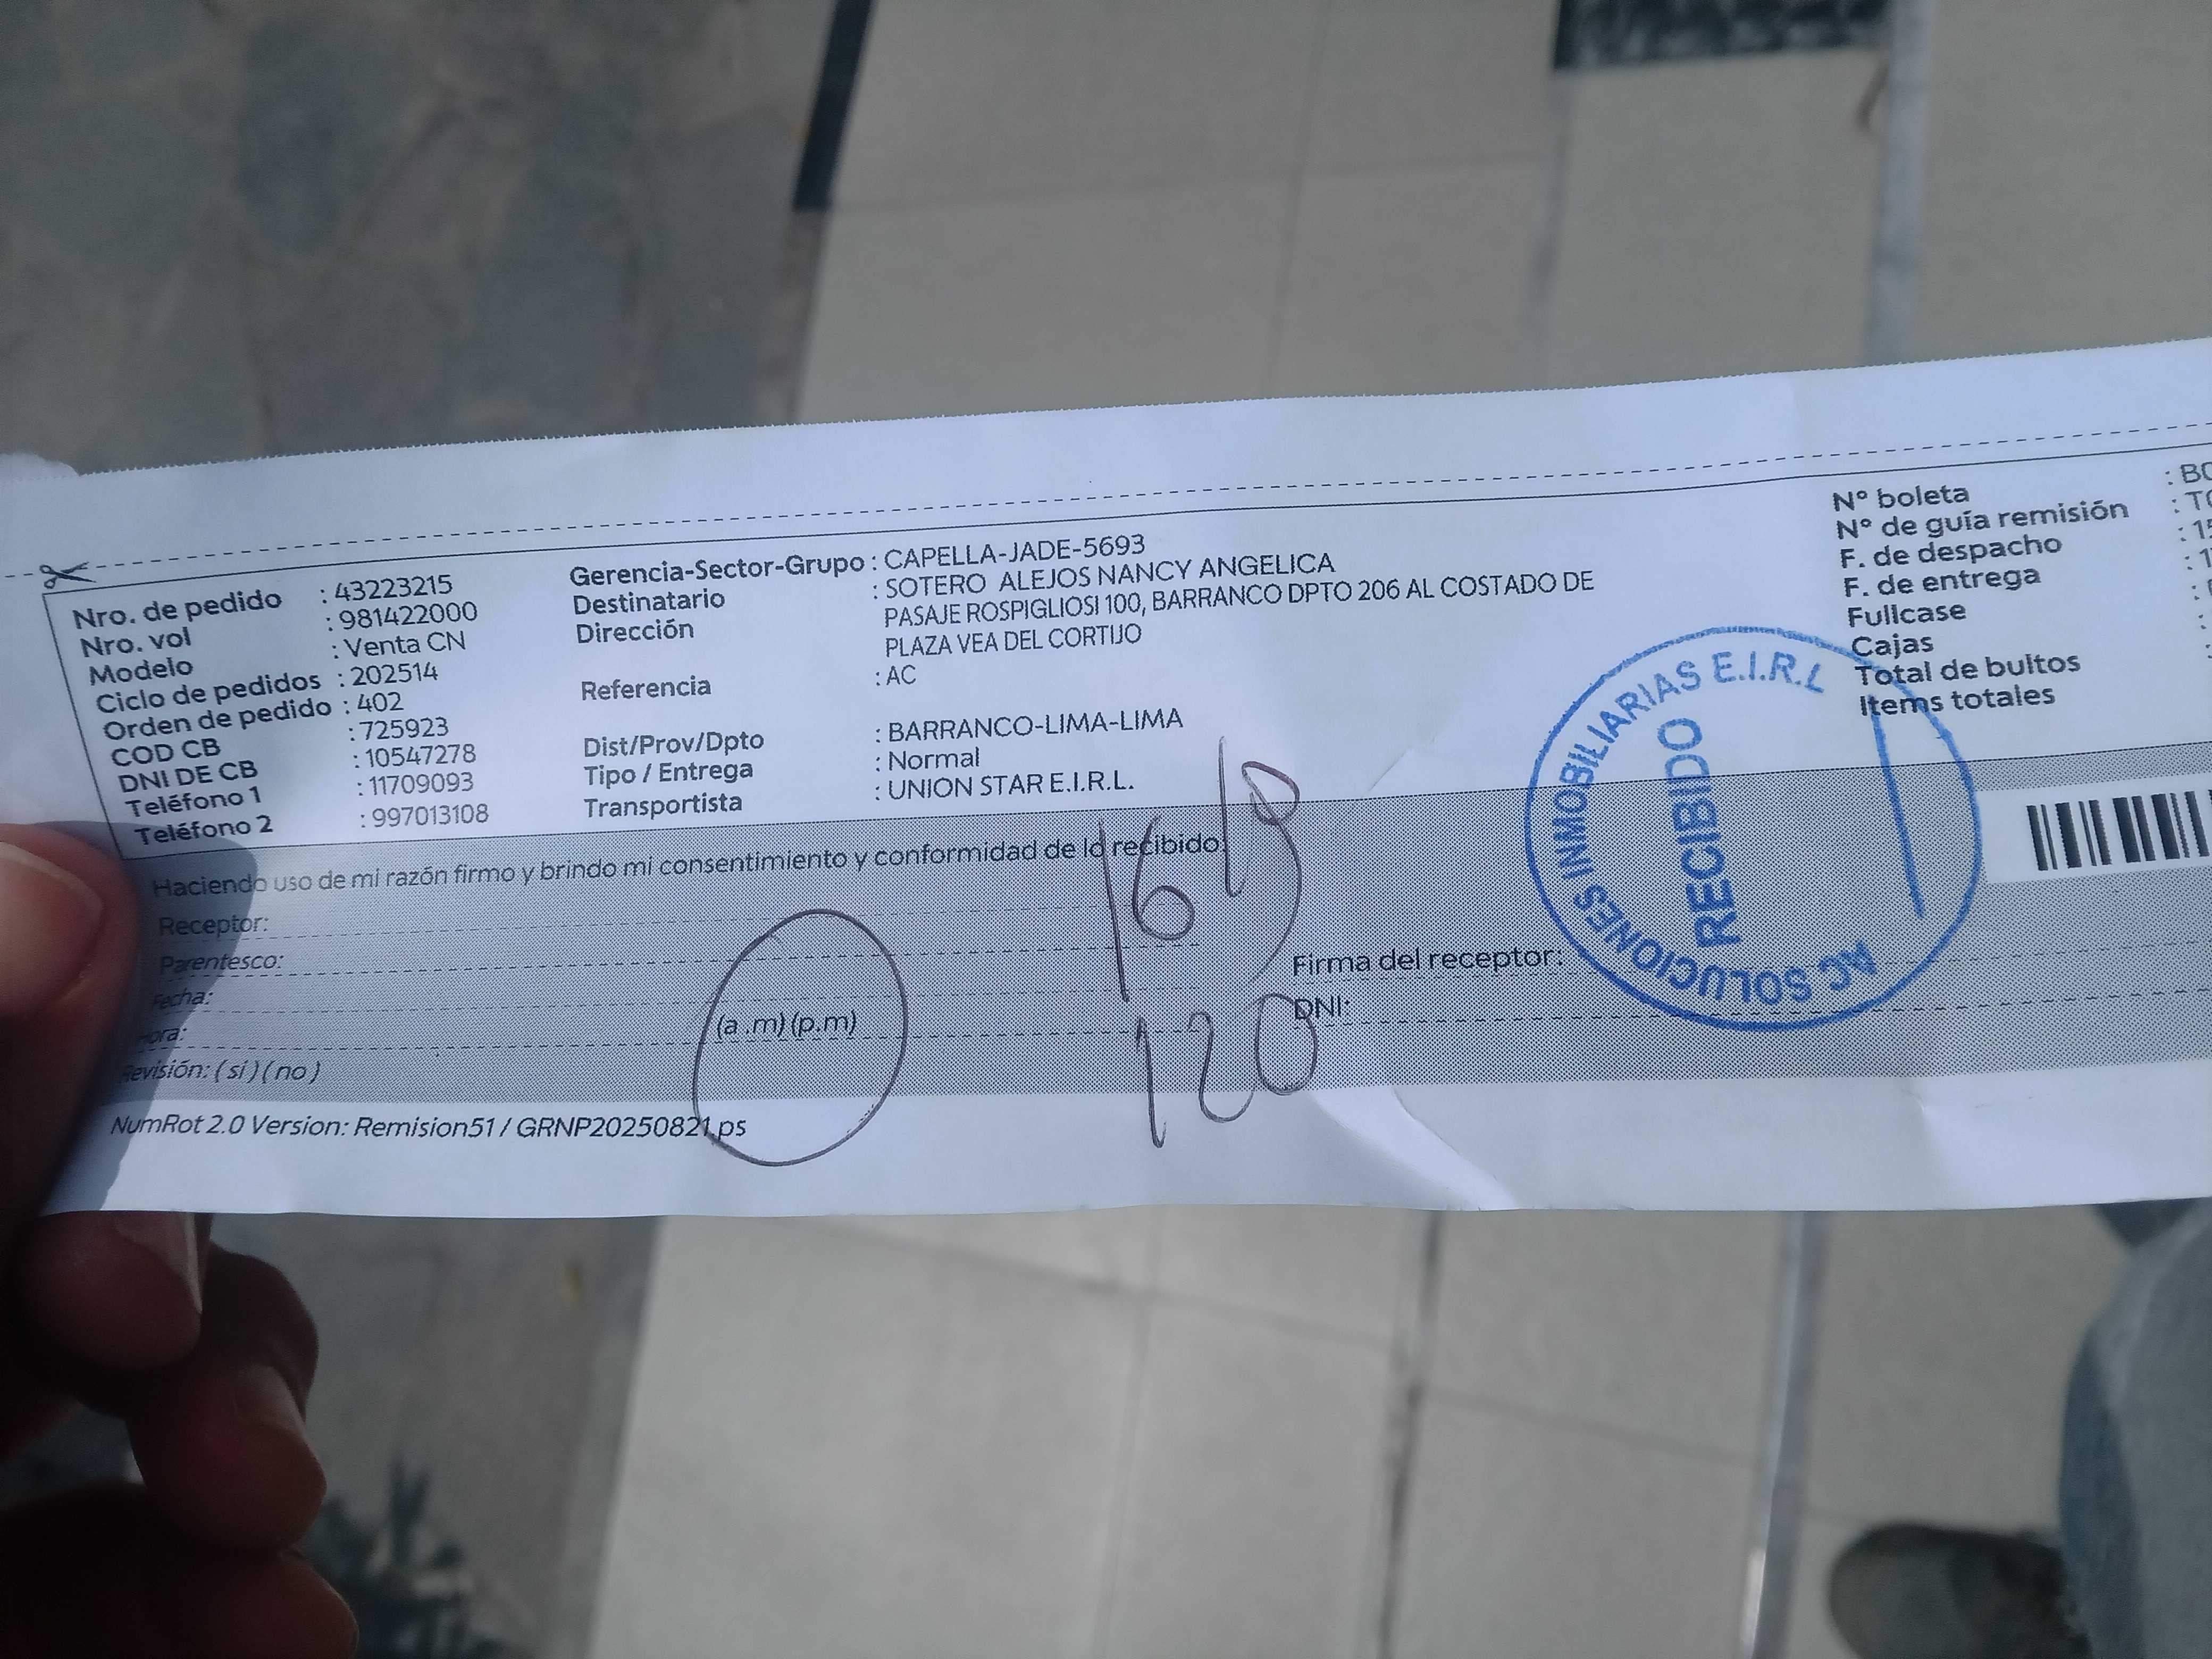 Nro. de pedido : 43223215
Nro. vol : 981422000
Modelo : Venta CN
Ciclo de pedidos : 202514
Orden de pedido : 402
COD CB : 725923
DNI DE CB : 10547278
Teléfono 1 : 11709093
Teléfono 2 : 997013108
Gerencia-Sector-Grupo : CAPELLA-JADE-5693
Destinatario : SOTERO ALEJOS NANCY ANGELICA
Dirección PASAJE ROSPIGLIOSI 100, BARRANCO DPTO 206 AL COSTADO DE
PLAZA VEA DEL CORTIJO
Referencia : AC
Dist/Prov/Dpto : BARRANCO-LIMA-LIMA
Tipo / Entrega : Normal
Transportista : UNION STAR E.I.R.L.
Nº boleta
Nº de guía remisión
F. de despacho
F. de entrega
Fullcase
Cajas
Total de bultos
Items totales
Haciendo uso de mi razón firmo y brindo mi consentimiento y conformidad de lo recibido:
Receptor:
Parentesco:
Fecha:
Hora: (a .m) (p.m)
Revisión: ( si ) ( no )
Firma del receptor:
DNI:
16
120
AC SOLUCIONES INMOBILIARIAS E.I.R.L
RECIBIDO
NumRot 2.0 Version: Remision51 / GRNP20250821.ps